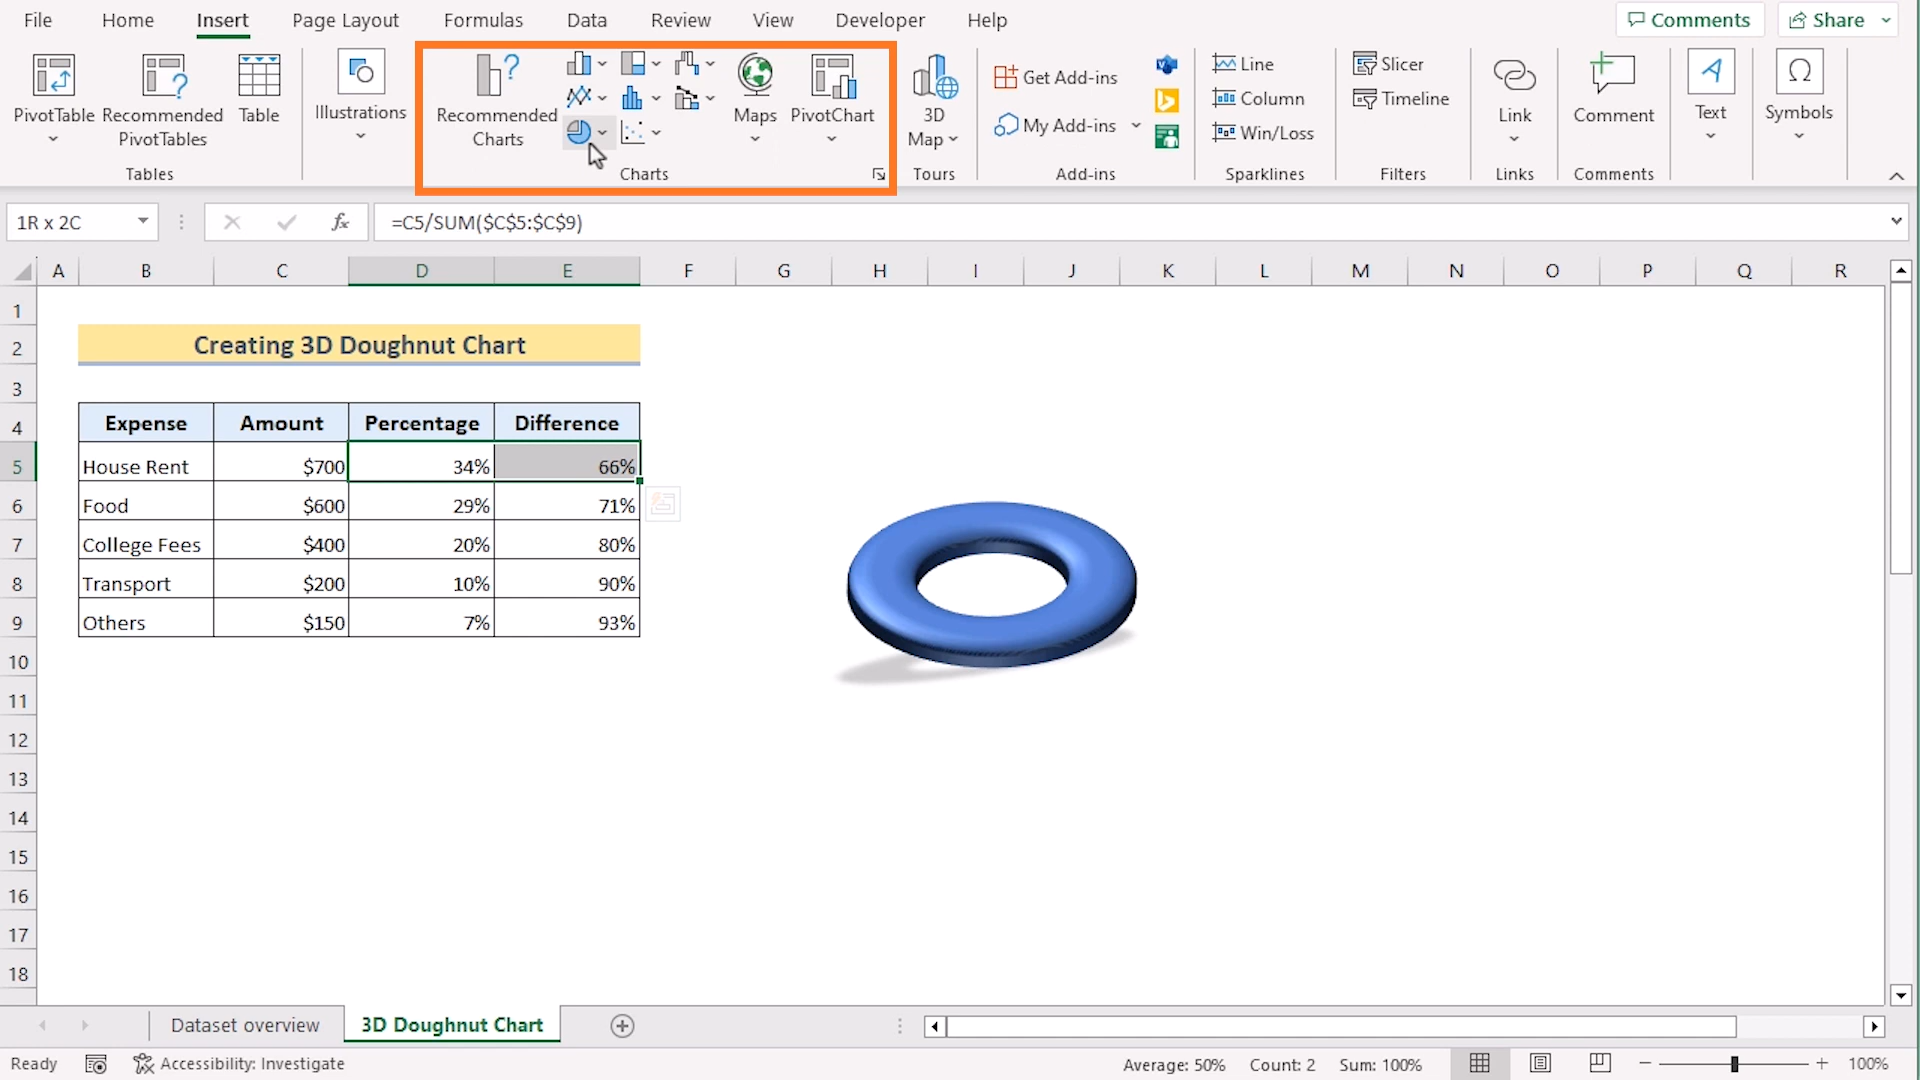 File Home Insert Page Layout Formulas Data Review View Developer Help Comments Share
PivotTable Recommended PivotTables Table
Tables
Illustrations
Recommended Charts
Maps PivotChart
Charts
3D Map
Tours
Get Add-ins
My Add-ins
Add-ins
Line
Column
Win/Loss
Sparklines
Slicer
Timeline
Filters
Link
Links
Comment
Comments
Text
Symbols
1R x 2C fx =C5/SUM($C$5:$C$9)
A B C D E F G H I J K L M N O P Q R
1
2 Creating 3D Doughnut Chart
3
4 Expense Amount Percentage Difference
5 House Rent $700 34% 66%
6 Food $600 29% 71%
7 College Fees $400 20% 80%
8 Transport $200 10% 90%
9 Others $150 7% 93%
10
11
12
13
14
15
16
17
18
Dataset overview 3D Doughnut Chart
Ready Accessibility: Investigate Average: 50% Count: 2 Sum: 100% 100%